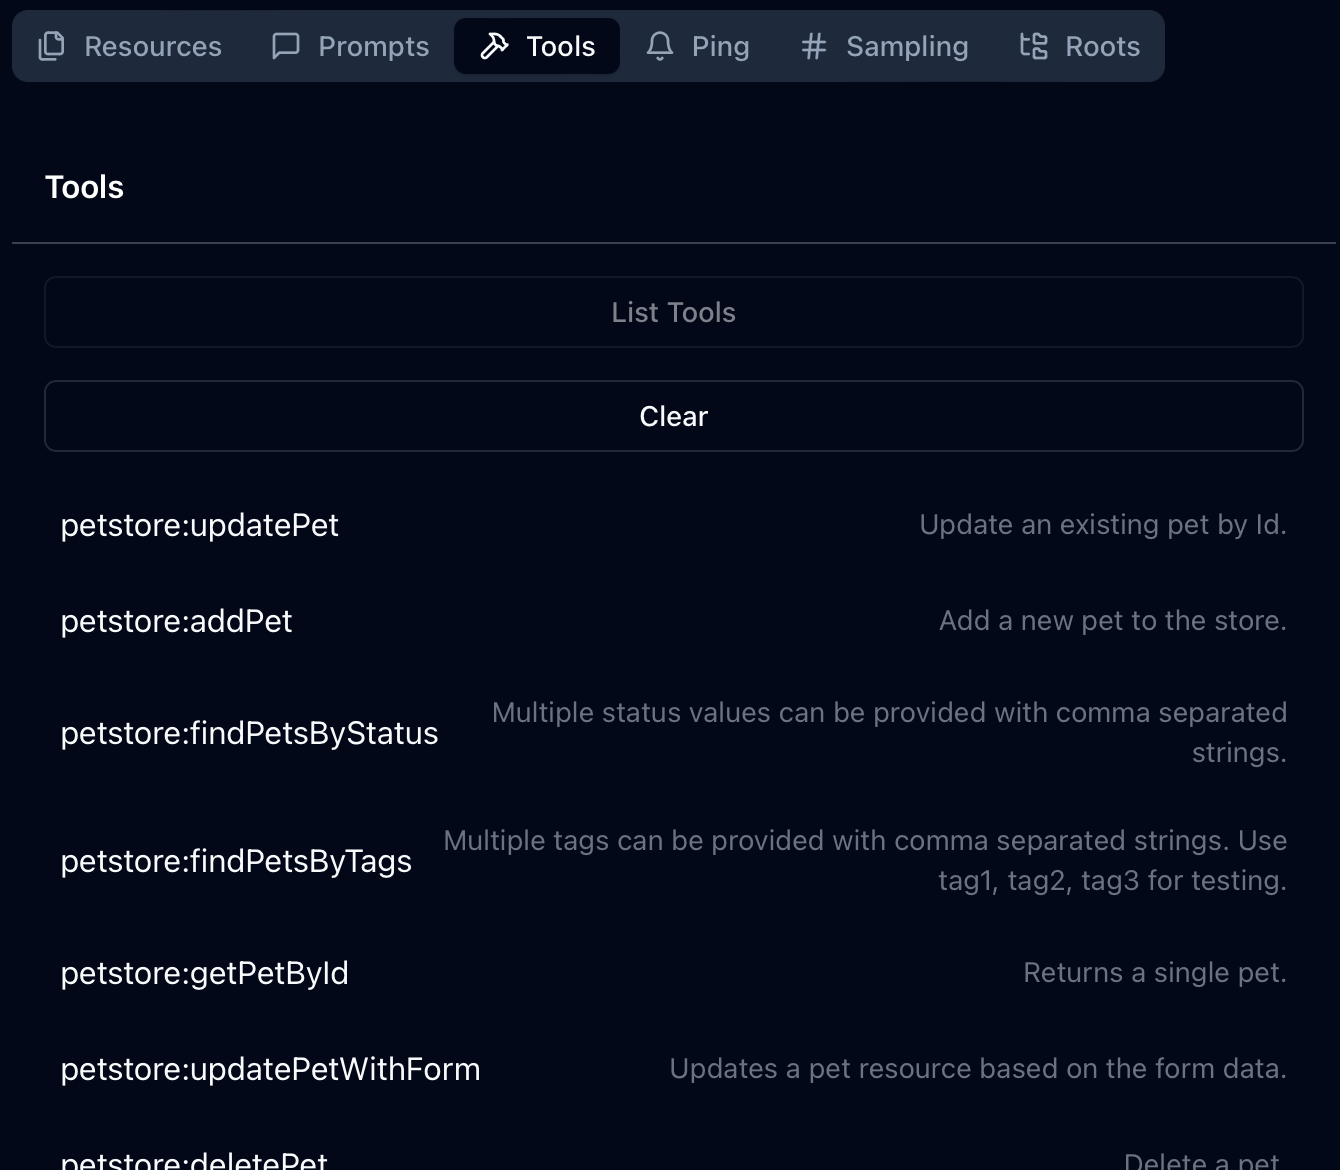 Resources Prompts Tools Ping Sampling Roots
Tools
List Tools
Clear
petstore:updatePet Update an existing pet by Id.
petstore:addPet Add a new pet to the store.
petstore:findPetsByStatus Multiple status values can be provided with comma separated
strings.
petstore:findPetsByTags Multiple tags can be provided with comma separated strings. Use
tag1, tag2, tag3 for testing.
petstore:getPetById Returns a single pet.
petstore:updatePetWithForm Updates a pet resource based on the form data.
petstore:deletePet Delete a pet.